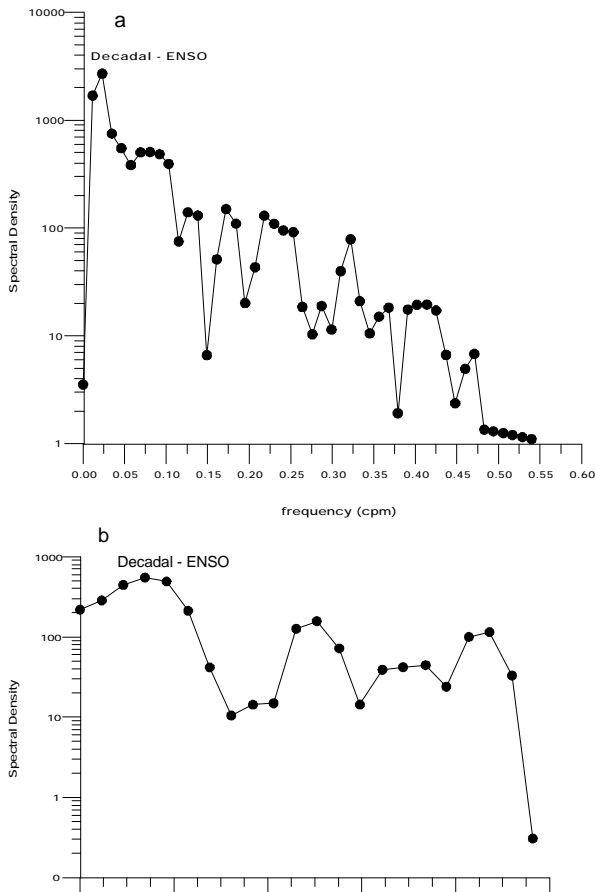 a
10000
Decadal - ENSO
1000
100
10
1
Spectral Density
0.00 0.05 0.10 0.15 0.20 0.25 0.30 0.35 0.40 0.45 0.50 0.55 0.60
frequency (cpm)
b
1000
Decadal - ENSO
100
10
1
0
Spectral Density